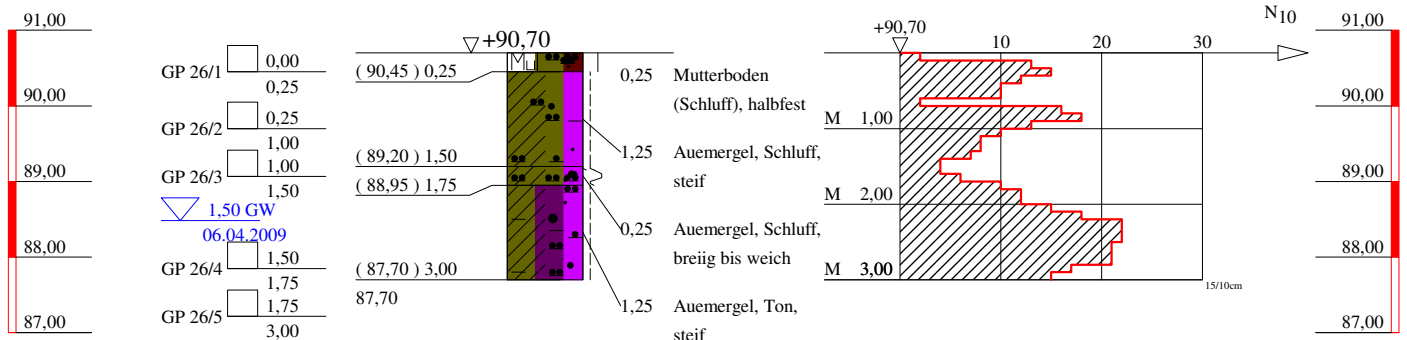 91,00
90,00
89,00
88,00
87,00
GP 26/1 0,00
0,25
GP 26/2 0,25
1,00
GP 26/3 1,00
1,50
1,50 GW
06.04.2009
GP 26/4 1,50
1,75
GP 26/5 1,75
3,00
+90,70
Mu
( 90,45 ) 0,25
( 89,20 ) 1,50
( 88,95 ) 1,75
( 87,70 ) 3,00
87,70
0,25 Mutterboden
(Schluff), halbfest
1,25 Auemergel, Schluff,
steif
0,25 Auemergel, Schluff,
breiig bis weich
1,25 Auemergel, Ton,
steif
+90,70
10 20 30
N10
M 1,00
M 2,00
M 3,00
15/10cm
91,00
90,00
89,00
88,00
87,00